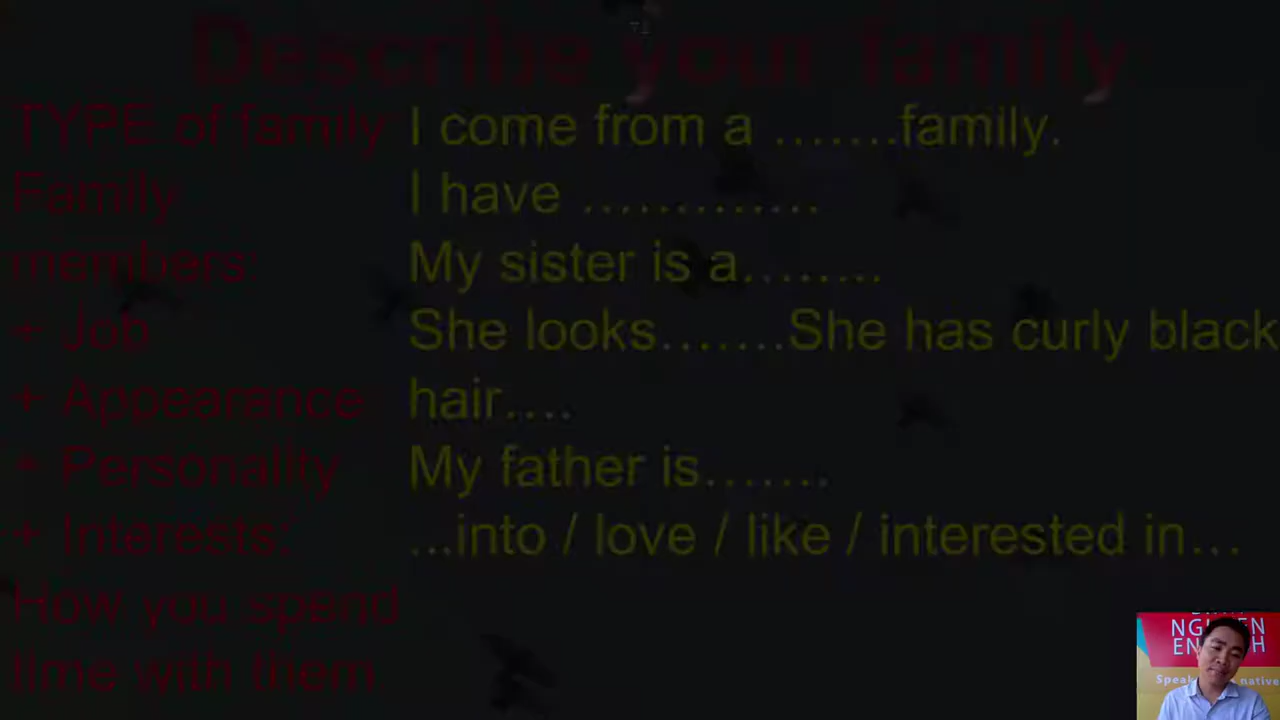 Describe your family
TYPE of family I come from a .......family.
Family I have .............
members: My sister is a........
+ Job She looks.......She has curly black
+ Appearance hair....
+ Personality My father is.......
+ Interests: ...into / love / like / interested in...
How you spend
time with them